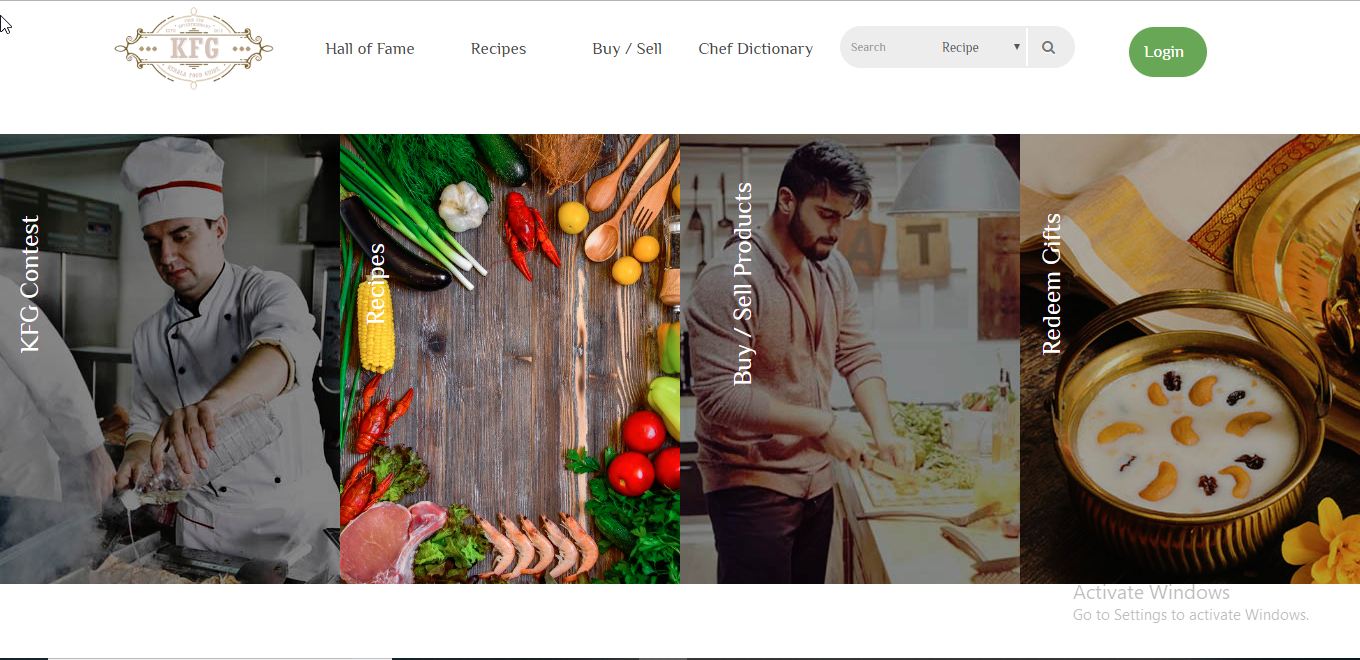 KFG
KERALA FOOD GUIDE
Hall of Fame
Recipes
Buy / Sell
Chef Dictionary
Search
Recipe
Login
KFG Contest
Recipes
Buy / Sell Products
Redeem Gifts
EAT
Activate Windows
Go to Settings to activate Windows.